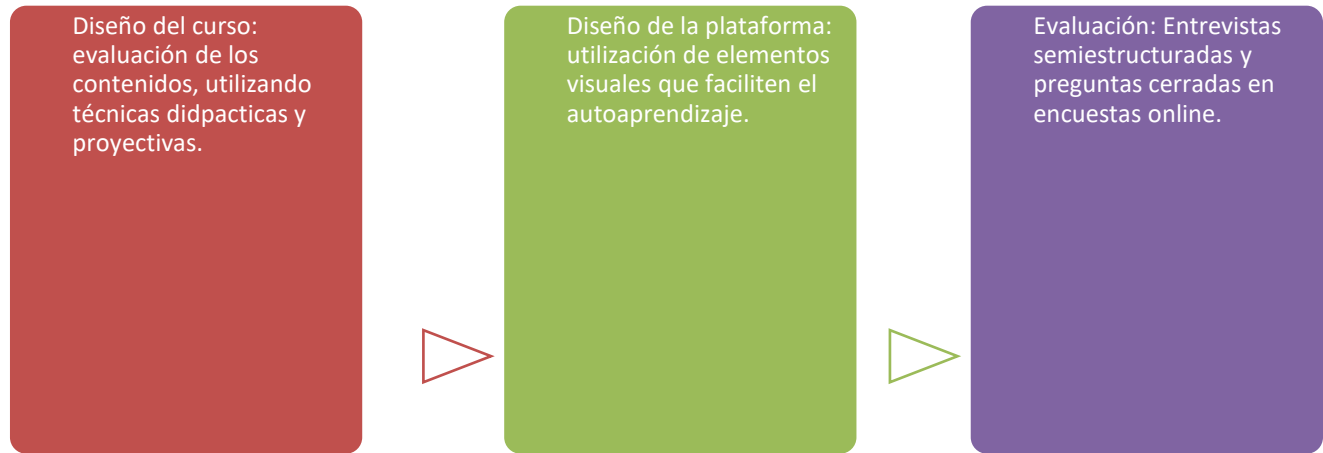 Diseño del curso:
evaluación de los
contenidos, utilizando
técnicas didpacticas y
proyectivas.
Diseño de la plataforma:
utilización de elementos
visuales que faciliten el
autoaprendizaje.
Evaluación: Entrevistas
semiestructuradas y
preguntas cerradas en
encuestas online.